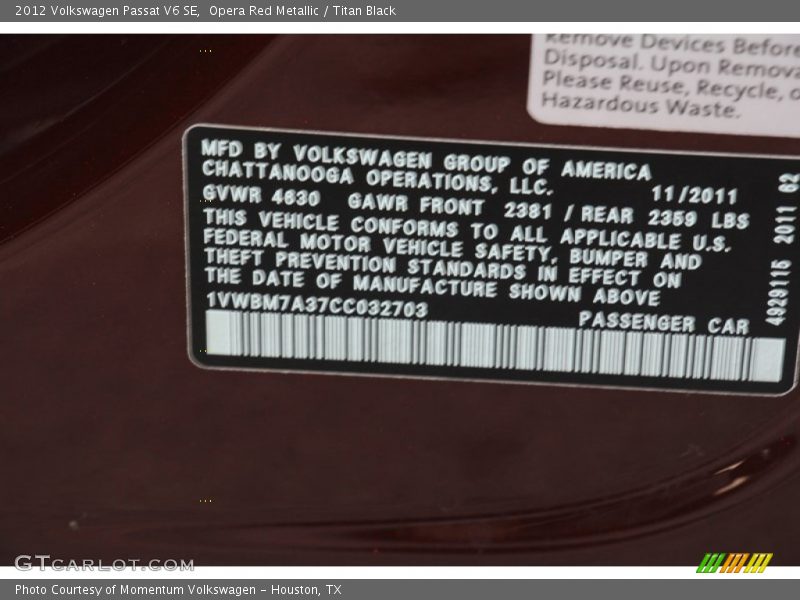 2012 Volkswagen Passat V6 SE,  Opera Red Metallic / Titan Black
Remove Devices Before
Disposal. Upon Remova
Please Reuse, Recycle, o
Hazardous Waste.
MFD BY VOLKSWAGEN GROUP OF AMERICA
CHATTANOOGA OPERATIONS, LLC. 11/2011
GVWR 4630 GAWR FRONT 2381 / REAR 2359 LBS
THIS VEHICLE CONFORMS TO ALL APPLICABLE U.S.
FEDERAL MOTOR VEHICLE SAFETY, BUMPER AND
THEFT PREVENTION STANDARDS IN EFFECT ON
THE DATE OF MANUFACTURE SHOWN ABOVE
1VWBM7A37CC032703 PASSENGER CAR
4929115 2011 62
GTcarlot.com
Photo Courtesy of Momentum Volkswagen - Houston, TX